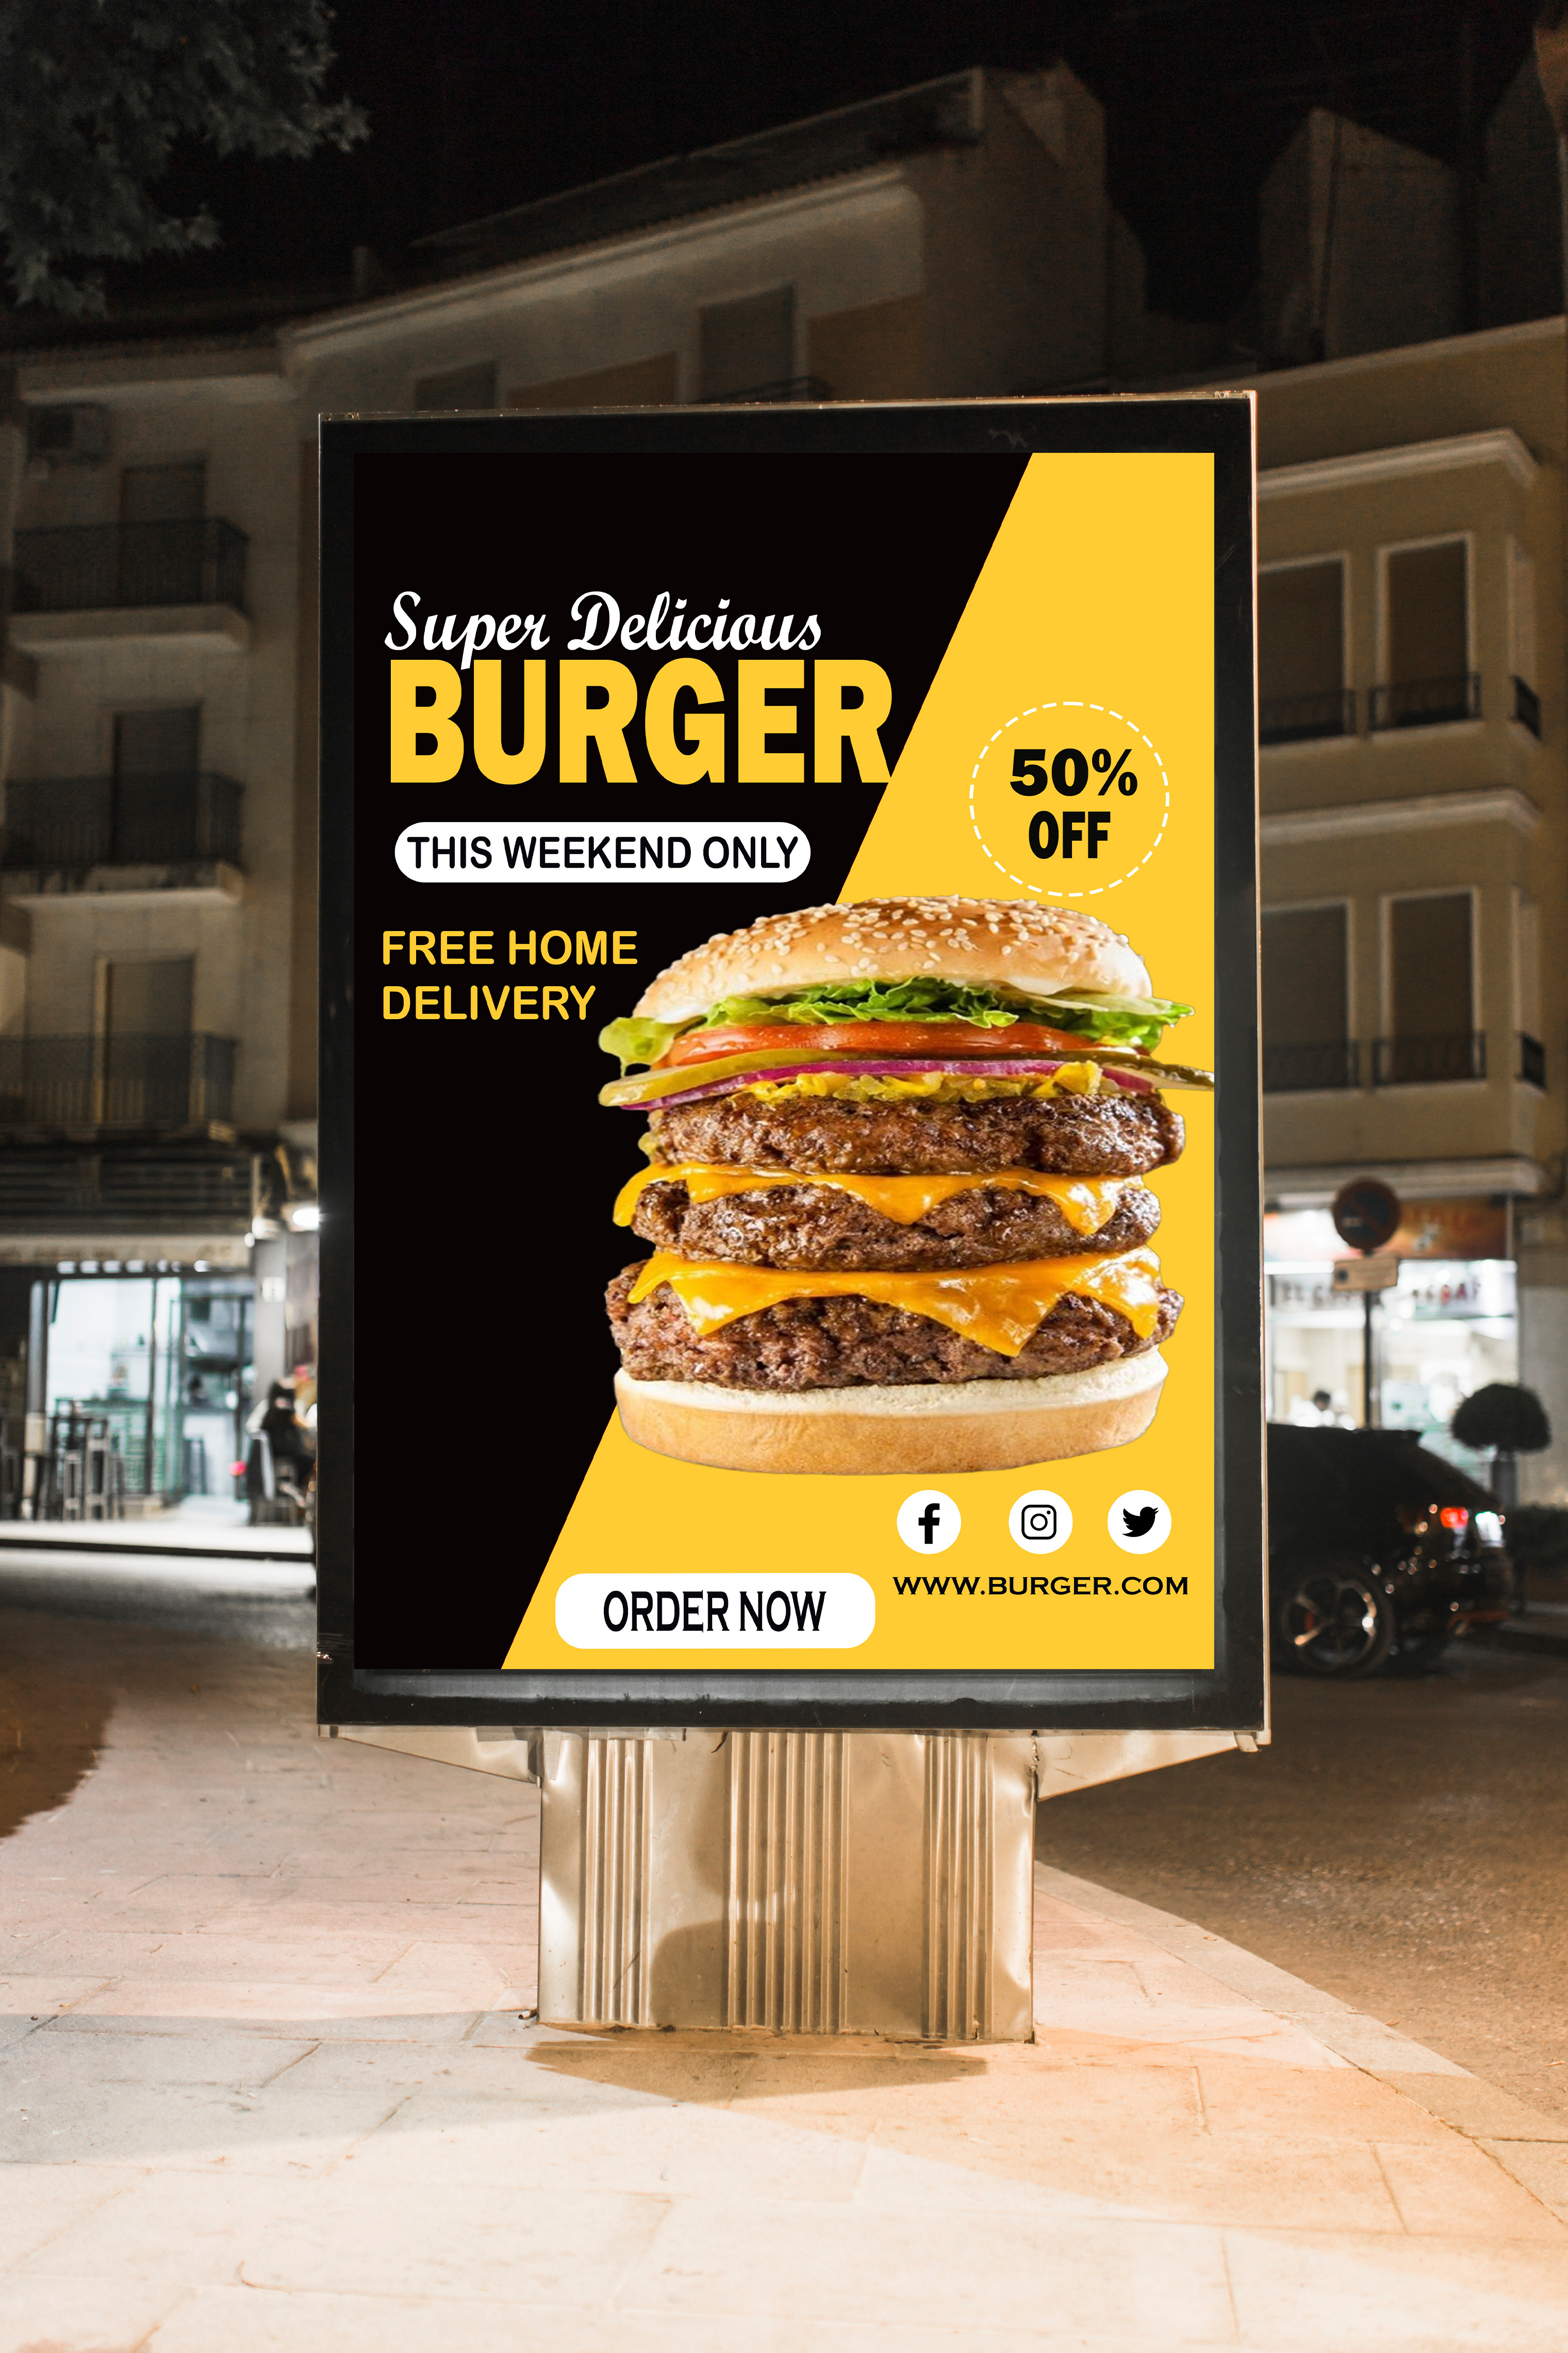 Super Delicious
BURGER
50%
OFF
THIS WEEKEND ONLY
FREE HOME
DELIVERY
WWW.BURGER.COM
ORDER NOW